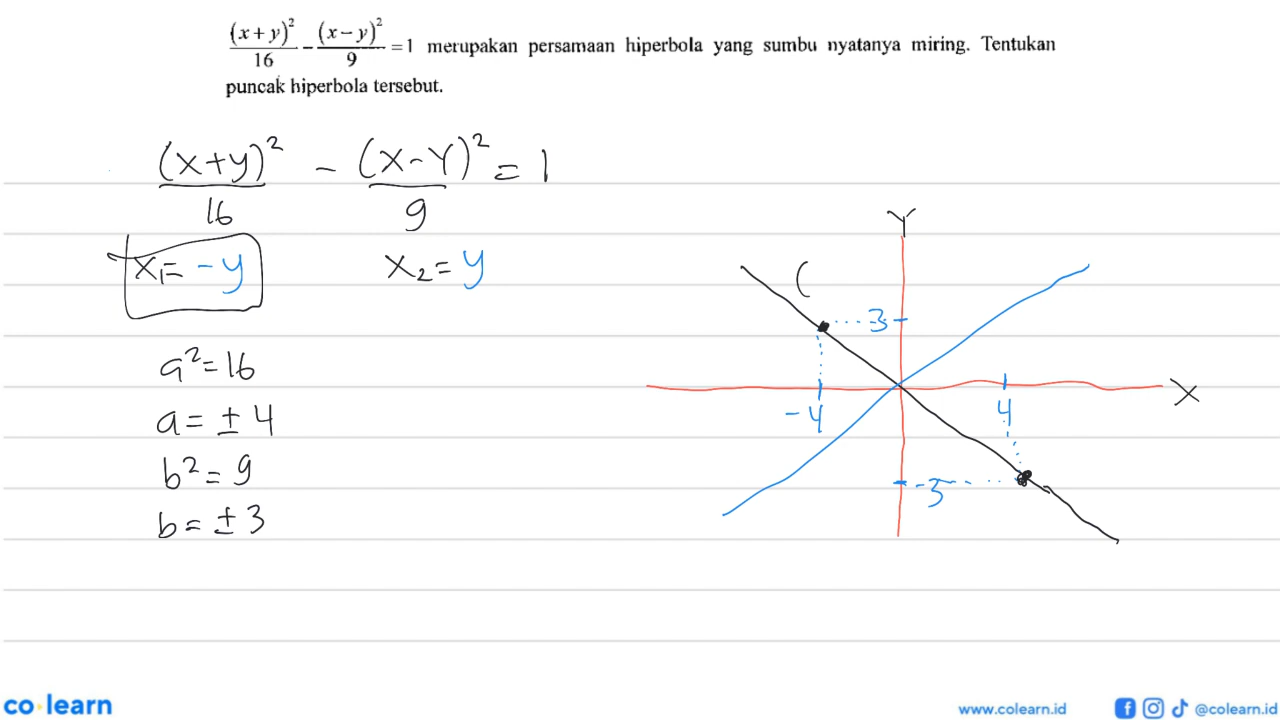 (x+y)²/16 - (x-y)²/9 = 1 merupakan persamaan hiperbola yang sumbu nyatanya miring. Tentukan
puncak hiperbola tersebut.
(x+y)²/16 - (x-y)²/9 = 1
x₁ = -y
x₂ = y
a² = 16
a = ± 4
b² = 9
b = ± 3
Y
(
3
-4
4
X
-3
co·learn
www.colearn.id
@colearn.id